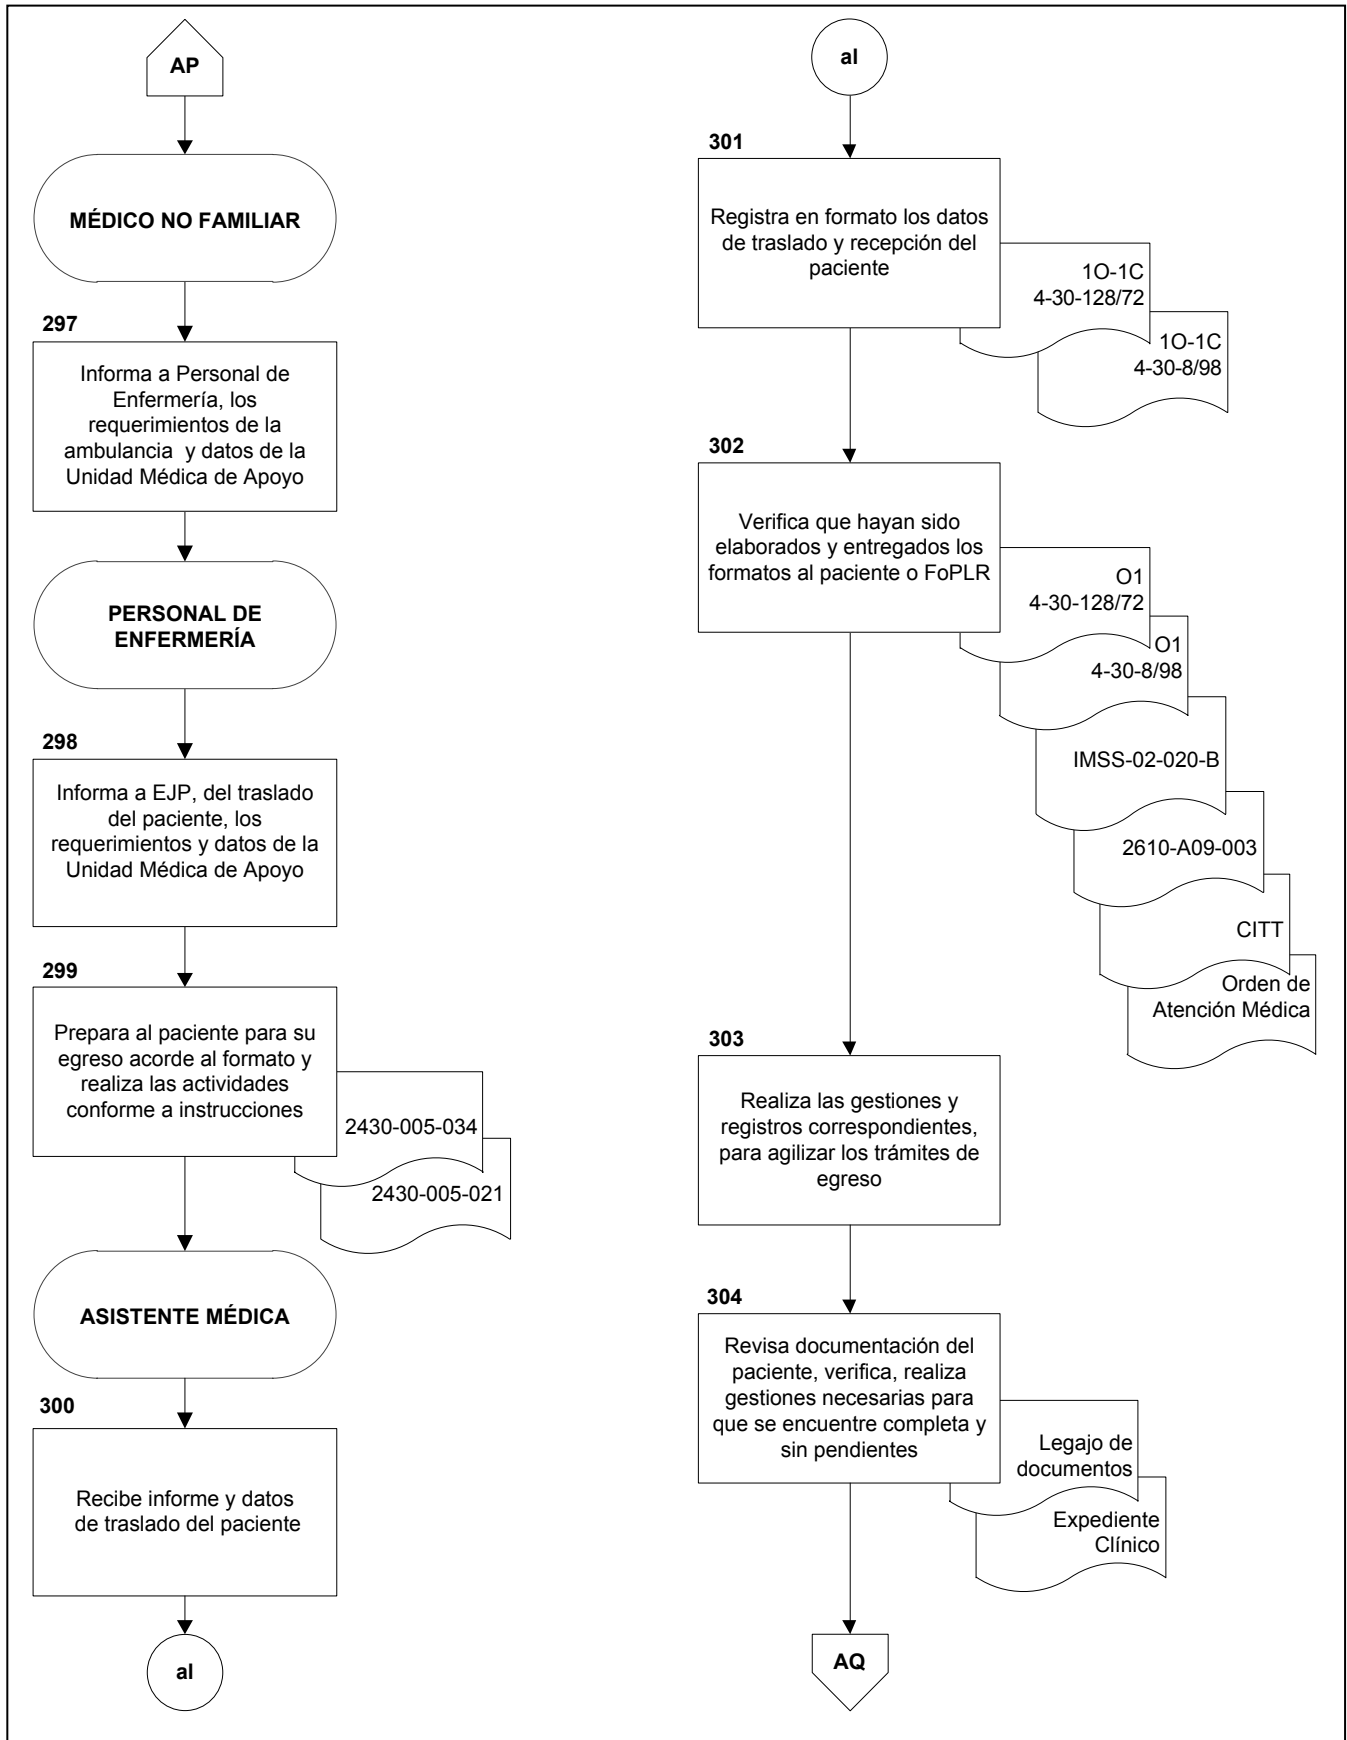 AP
MÉDICO NO FAMILIAR
297
Informa a Personal de
Enfermería, los
requerimientos de la
ambulancia y datos de la
Unidad Médica de Apoyo
PERSONAL DE
ENFERMERÍA
298
Informa a EJP, del traslado
del paciente, los
requerimientos y datos de la
Unidad Médica de Apoyo
299
Prepara al paciente para su
egreso acorde al formato y
realiza las actividades
conforme a instrucciones
2430-005-034
2430-005-021
ASISTENTE MÉDICA
300
Recibe informe y datos
de traslado del paciente
al
al
301
Registra en formato los datos
de traslado y recepción del
paciente
1O-1C
4-30-128/72
1O-1C
4-30-8/98
302
Verifica que hayan sido
elaborados y entregados los
formatos al paciente o FoPLR
O1
4-30-128/72
O1
4-30-8/98
IMSS-02-020-B
2610-A09-003
CITT
Orden de
Atención Médica
303
Realiza las gestiones y
registros correspondientes,
para agilizar los trámites de
egreso
304
Revisa documentación del
paciente, verifica, realiza
gestiones necesarias para
que se encuentre completa y
sin pendientes
Legajo de
documentos
Expediente
Clínico
AQ